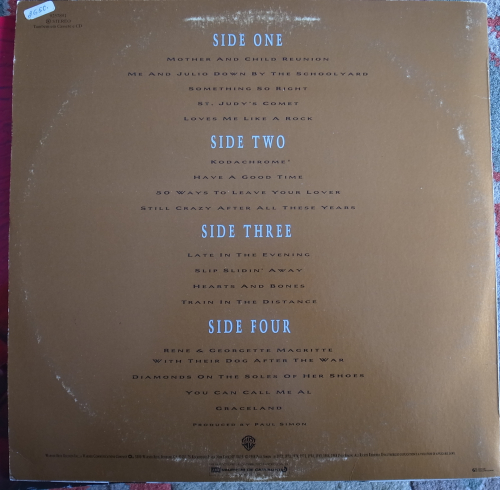 SIDE ONE
MOTHER AND CHILD REUNION
ME AND JULIO DOWN BY THE SCHOOLYARD
SOMETHING SO RIGHT
ST. JUDY'S COMET
LOVES ME LIKE A ROCK
SIDE TWO
KODACHROME®
HAVE A GOOD TIME
50 WAYS TO LEAVE YOUR LOVER
STILL CRAZY AFTER ALL THESE YEARS
SIDE THREE
LATE IN THE EVENING
SLIP SLIDIN' AWAY
HEARTS AND BONES
TRAIN IN THE DISTANCE
SIDE FOUR
RENE & GEORGETTE MAGRITTE
WITH THEIR DOG AFTER THE WAR
DIAMONDS ON THE SOLES OF HER SHOES
YOU CAN CALL ME AL
GRACELAND
PRODUCED BY PAUL SIMON